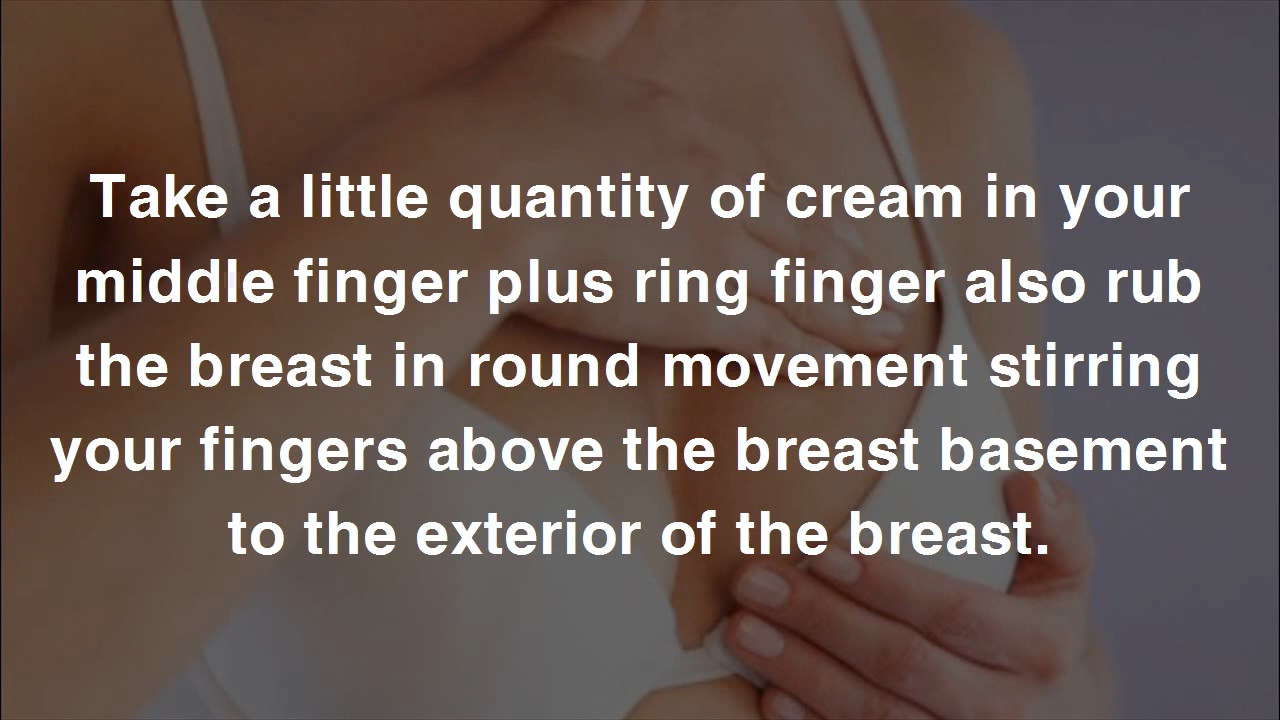 Take a little quantity of cream in your
middle finger plus ring finger also rub
the breast in round movement stirring
your fingers above the breast basement
to the exterior of the breast.